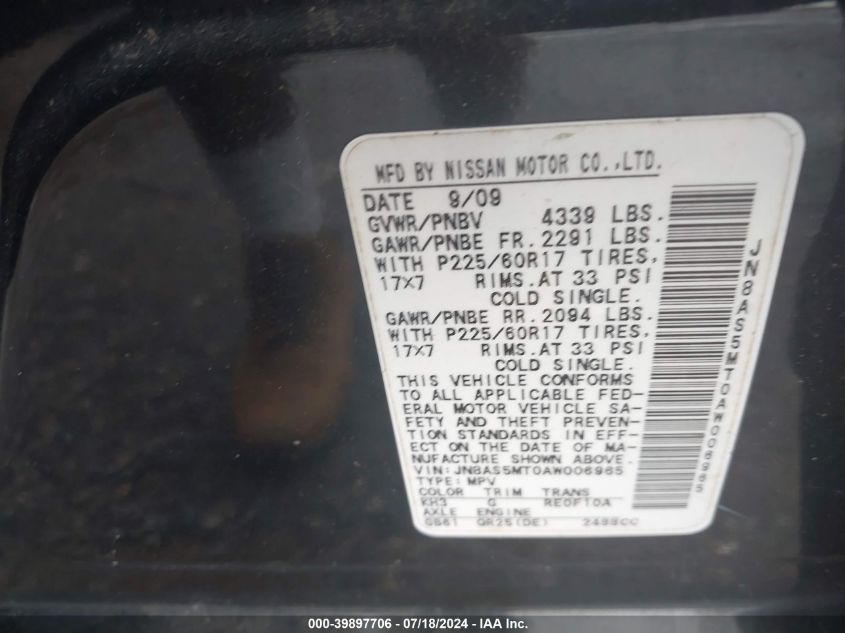 MFD BY NISSAN MOTOR CO.,LTD.
DATE 9/09
GVWR/PNBV 4339 LBS.
GAWR/PNBE FR. 2291 LBS.
WITH P225/60R17 TIRES,
17X7 RIMS.AT 33 PSI
COLD SINGLE.
GAWR/PNBE RR. 2094 LBS.
WITH P225/60R17 TIRES,
17X7 RIMS.AT 33 PSI
COLD SINGLE.
THIS VEHICLE CONFORMS
TO ALL APPLICABLE FED-
ERAL MOTOR VEHICLE SA-
FETY AND THEFT PREVEN-
TION STANDARDS IN EFF-
ECT ON THE DATE OF MA-
NUFACTURE SHOWN ABOVE.
VIN:JN8AS5MT0AW006965
TYPE:MPV
COLOR TRIM TRANS
KH3 G RE0F10A
AXLE ENGINE
GB61 QR25(DE) 2488CC
JN8AS5MT0AW006965
000-39897706 - 07/18/2024 - IAA Inc.